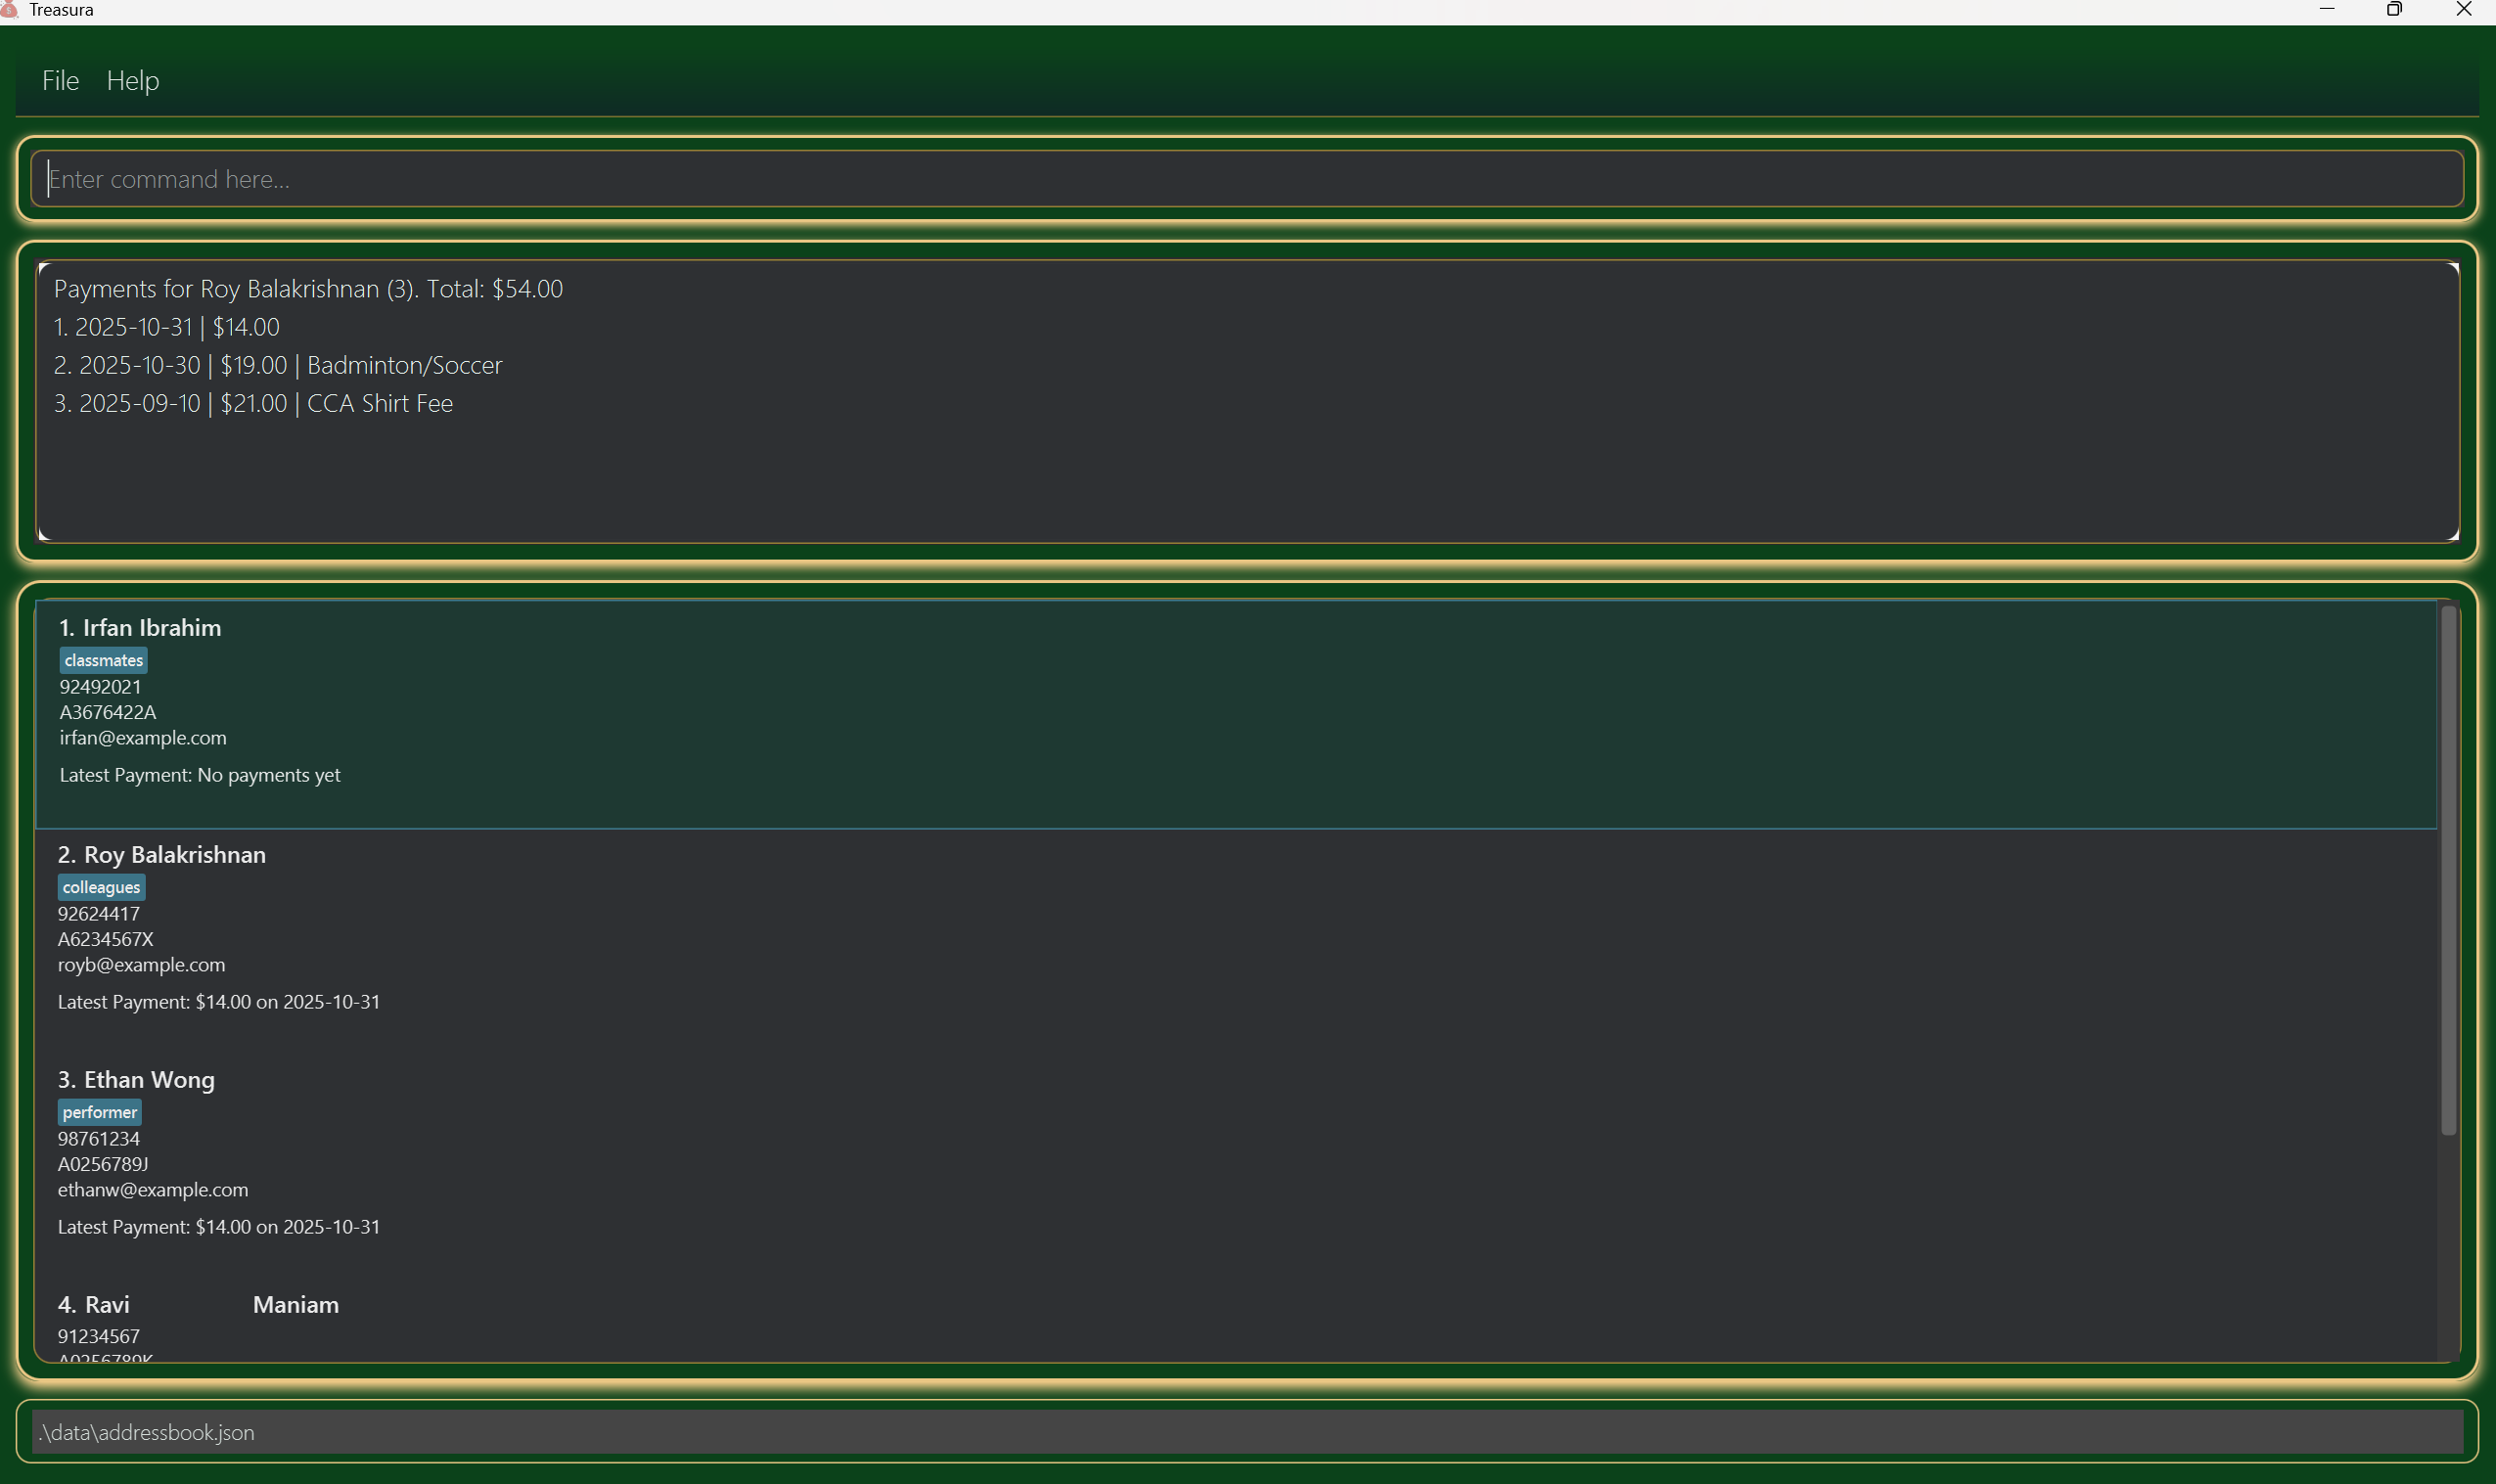 Treasura
File Help
Enter command here...
Payments for Roy Balakrishnan (3). Total: $54.00
1. 2025-10-31 | $14.00
2. 2025-10-30 | $19.00 | Badminton/Soccer
3. 2025-09-10 | $21.00 | CCA Shirt Fee
1. Irfan Ibrahim
classmates
92492021
A3676422A
irfan@example.com
Latest Payment: No payments yet
2. Roy Balakrishnan
colleagues
92624417
A6234567X
royb@example.com
Latest Payment: $14.00 on 2025-10-31
3. Ethan Wong
performer
98761234
A0256789J
ethanw@example.com
Latest Payment: $14.00 on 2025-10-31
4. Ravi Maniam
91234567
A0256789K
.\data\addressbook.json